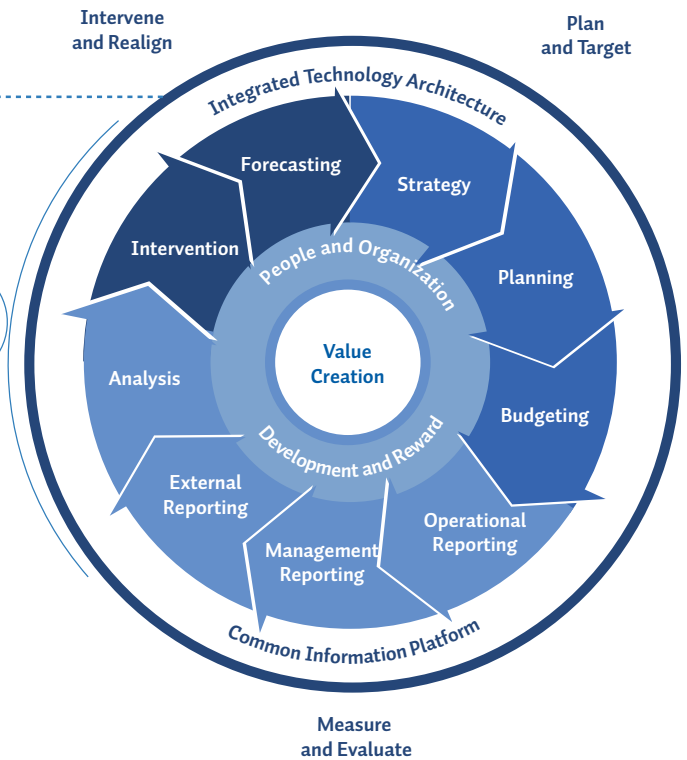 Intervene
and Realign
Plan
and Target
Integrated Technology Architecture
Forecasting
Strategy
Intervention
People and Organization
Planning
Value
Creation
Analysis
Budgeting
Development and Reward
External
Reporting
Operational
Reporting
Management
Reporting
Common Information Platform
Measure
and Evaluate